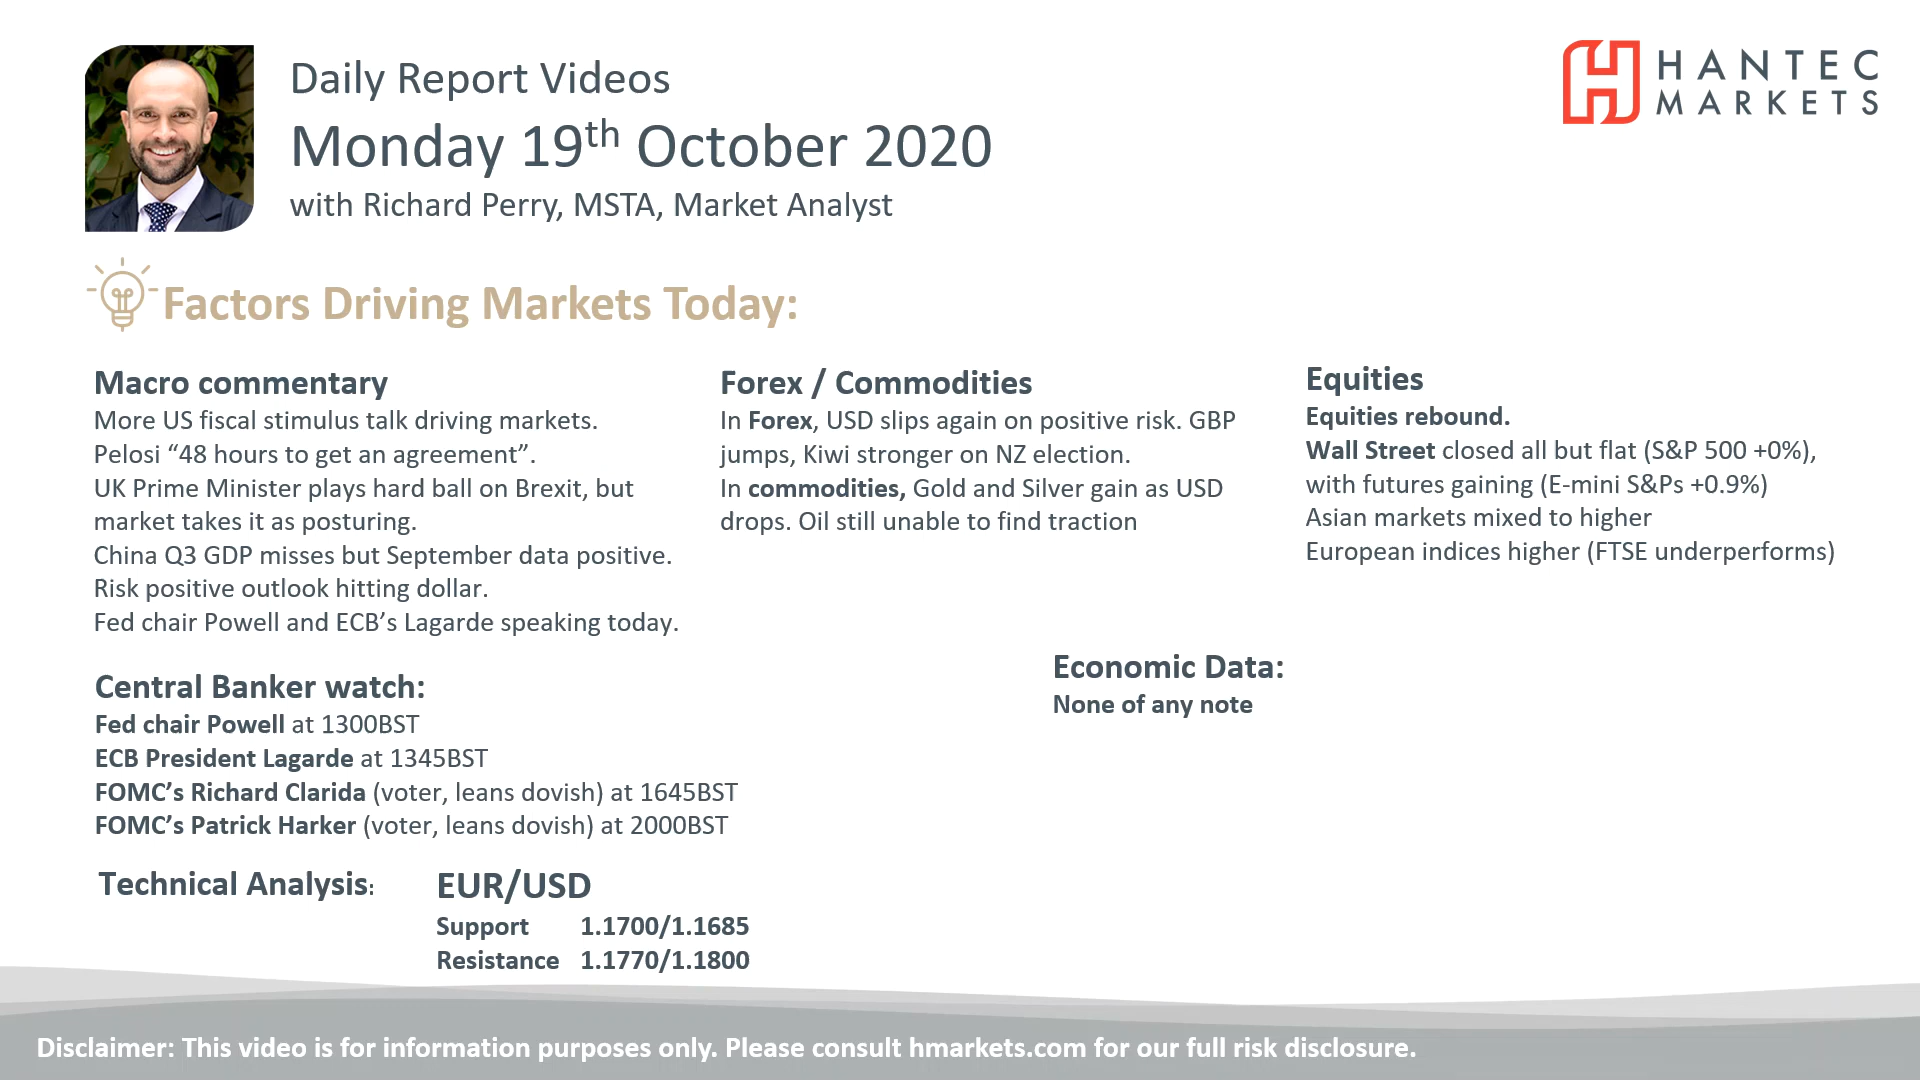 Daily Report Videos
Monday 19th October 2020
with Richard Perry, MSTA, Market Analyst
HANTEC
MARKETS
Factors Driving Markets Today:
Macro commentary
More US fiscal stimulus talk driving markets.
Pelosi “48 hours to get an agreement”.
UK Prime Minister plays hard ball on Brexit, but
market takes it as posturing.
China Q3 GDP misses but September data positive.
Risk positive outlook hitting dollar.
Fed chair Powell and ECB’s Lagarde speaking today.
Forex / Commodities
In Forex, USD slips again on positive risk. GBP
jumps, Kiwi stronger on NZ election.
In commodities, Gold and Silver gain as USD
drops. Oil still unable to find traction
Equities
Equities rebound.
Wall Street closed all but flat (S&P 500 +0%),
with futures gaining (E-mini S&Ps +0.9%)
Asian markets mixed to higher
European indices higher (FTSE underperforms)
Central Banker watch:
Fed chair Powell at 1300BST
ECB President Lagarde at 1345BST
FOMC’s Richard Clarida (voter, leans dovish) at 1645BST
FOMC’s Patrick Harker (voter, leans dovish) at 2000BST
Economic Data:
None of any note
Technical Analysis:
EUR/USD
Support 1.1700/1.1685
Resistance 1.1770/1.1800
Disclaimer: This video is for information purposes only. Please consult hmarkets.com for our full risk disclosure.